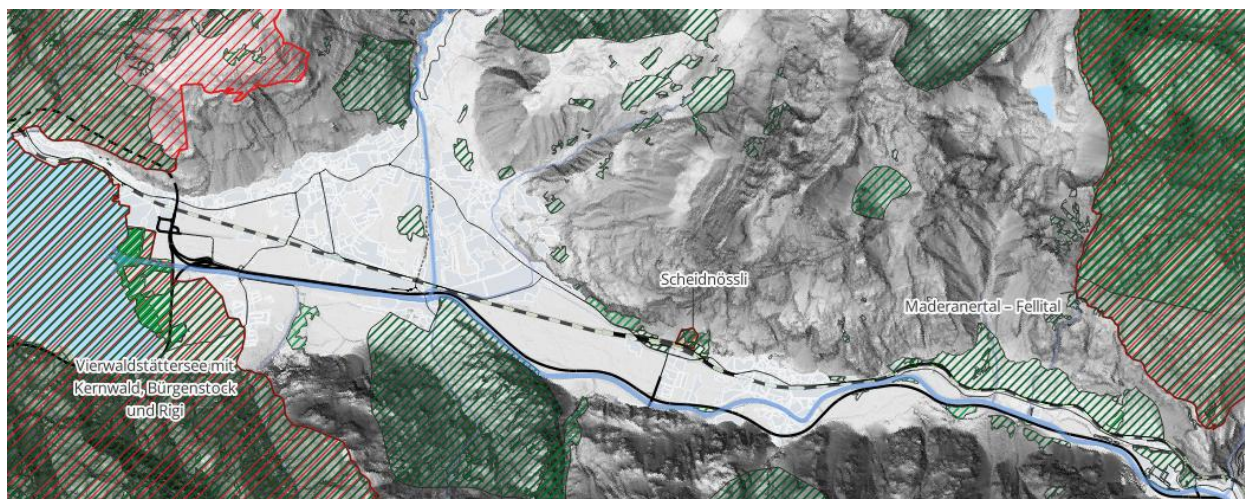 Scheidnössli
Maderanertal – Fellital
Vierwaldstättersee mit
Kernwald, Bürgenstock
und Rigi